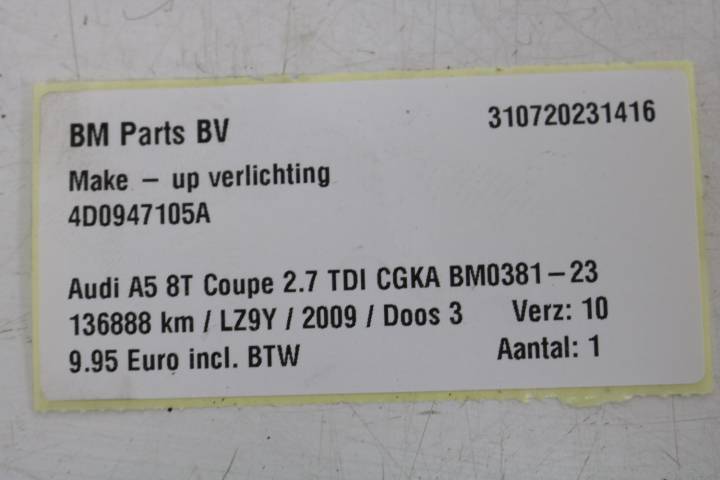 BM Parts BV 310720231416
Make – up verlichting
4D0947105A
Audi A5 8T Coupe 2.7 TDI CGKA BM0381–23
136888 km / LZ9Y / 2009 / Doos 3 Verz: 10
9.95 Euro incl. BTW Aantal: 1